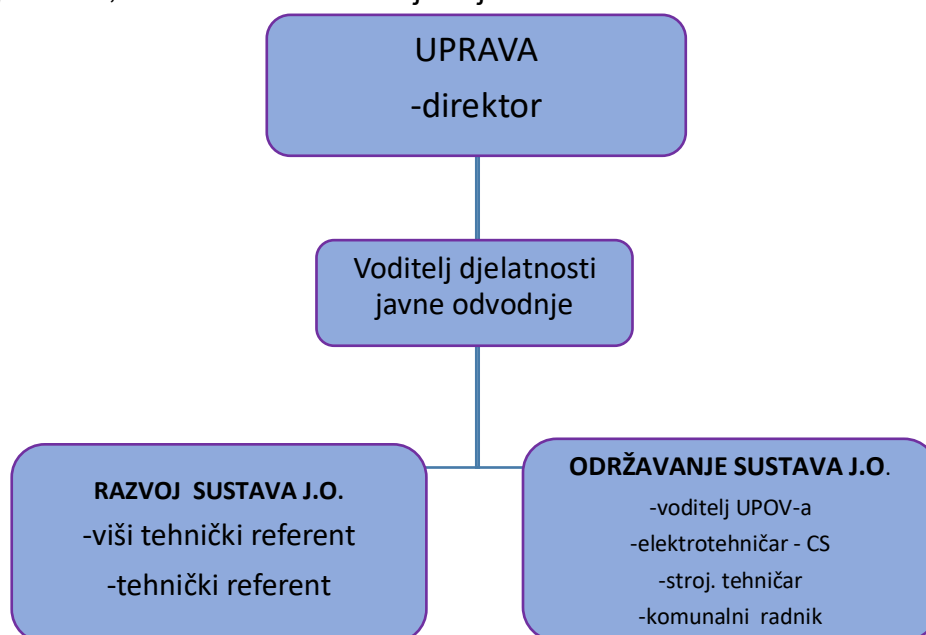 UPRAVA
-direktor
Voditelj djelatnosti
javne odvodnje
RAZVOJ SUSTAVA J.O.
-viši tehnički referent
-tehnički referent
ODRŽAVANJE SUSTAVA J.O.
-voditelj UPOV-a
-elektrotehničar - CS
-stroj. tehničar
-komunalni radnik